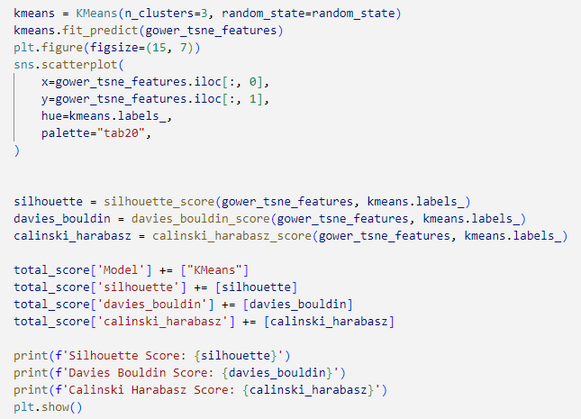 kmeans = KMeans(n_clusters=3, random_state=random_state)
kmeans.fit_predict(gower_tsne_features)
plt.figure(figsize=(15, 7))
sns.scatterplot(
    x=gower_tsne_features.iloc[:, 0],
    y=gower_tsne_features.iloc[:, 1],
    hue=kmeans.labels_,
    palette="tab20",
)
silhouette = silhouette_score(gower_tsne_features, kmeans.labels_)
davies_bouldin = davies_bouldin_score(gower_tsne_features, kmeans.labels_)
calinski_harabasz = calinski_harabasz_score(gower_tsne_features, kmeans.labels_)
total_score['Model'] += ["KMeans"]
total_score['silhouette'] += [silhouette]
total_score['davies_bouldin'] += [davies_bouldin]
total_score['calinski_harabasz'] += [calinski_harabasz]
print(f'Silhouette Score: {silhouette}')
print(f'Davies Bouldin Score: {davies_bouldin}')
print(f'Calinski Harabasz Score: {calinski_harabasz}')
plt.show()